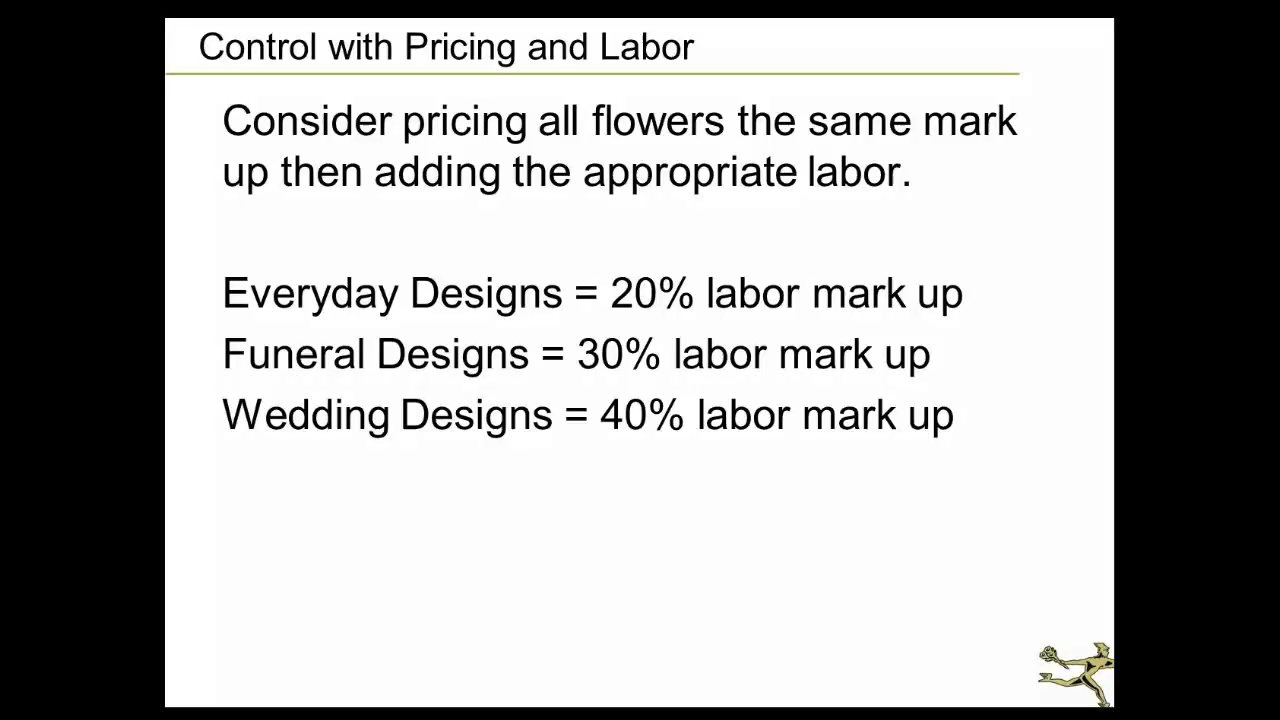 Control with Pricing and Labor
Consider pricing all flowers the same mark
up then adding the appropriate labor.
Everyday Designs = 20% labor mark up
Funeral Designs = 30% labor mark up
Wedding Designs = 40% labor mark up